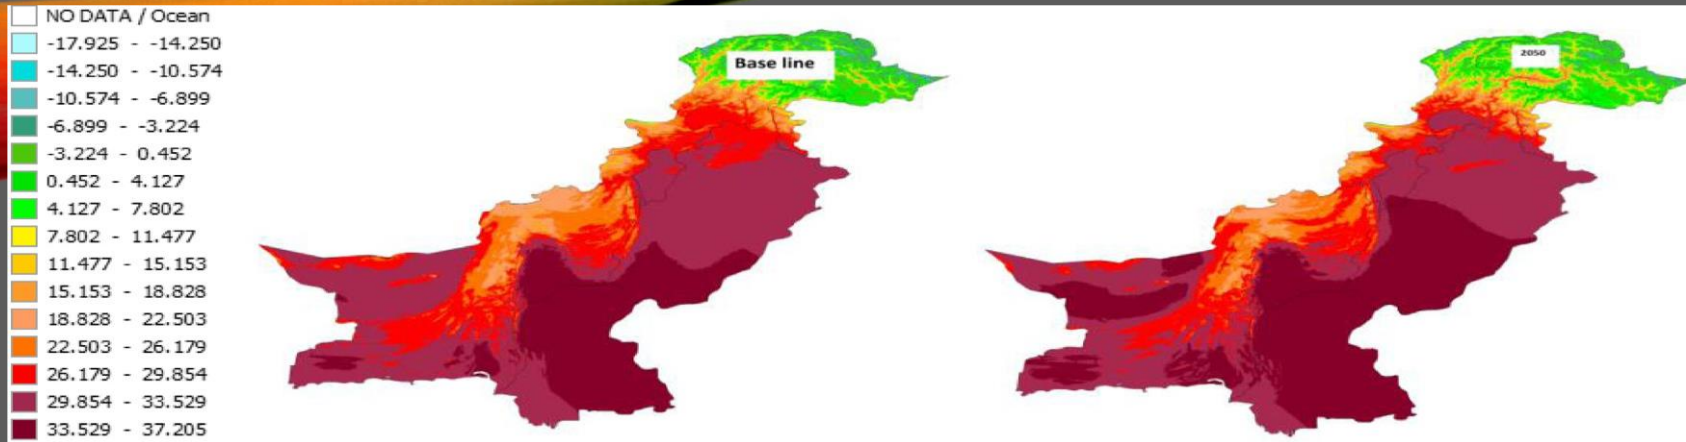 NO DATA / Ocean
-17.925 - -14.250
-14.250 - -10.574
-10.574 - -6.899
-6.899 - -3.224
-3.224 - 0.452
0.452 - 4.127
4.127 - 7.802
7.802 - 11.477
11.477 - 15.153
15.153 - 18.828
18.828 - 22.503
22.503 - 26.179
26.179 - 29.854
29.854 - 33.529
33.529 - 37.205
Base line
2050